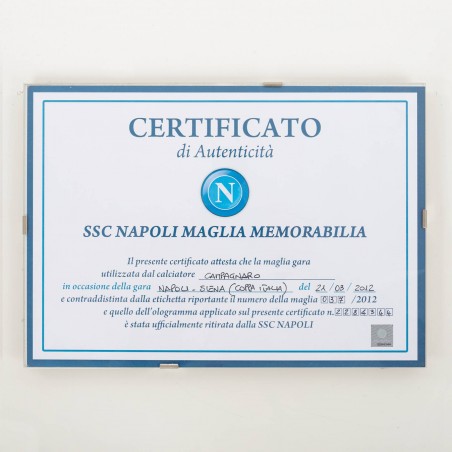 CERTIFICATO
di Autenticità
N
SSC NAPOLI MAGLIA MEMORABILIA
Il presente certificato attesta che la maglia gara
utilizzata dal calciatore CAMPAGNARO
in occasione della gara NAPOLI - SIENA (COPPA ITALIA) del 21/03/2012
e contraddistinta dalla etichetta riportante il numero della maglia 037/2012
e quello dell'ologramma applicato sul presente certificato n.
è stata ufficialmente ritirata dalla SSC NAPOLI